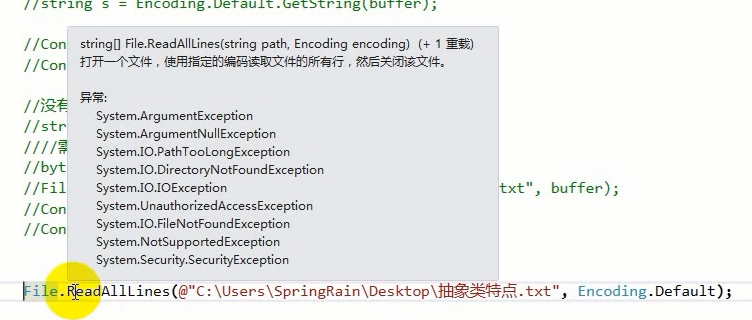 //string s = Encoding.Default.GetString(buffer);
//Con
//Con
string[] File.ReadAllLines(string path, Encoding encoding) (+ 1 重载)
打开一个文件，使用指定的编码读取文件的所有行，然后关闭该文件。
异常:
System.ArgumentException
System.ArgumentNullException
System.IO.PathTooLongException
System.IO.DirectoryNotFoundException
System.IO.IOException
System.UnauthorizedAccessException
System.IO.FileNotFoundException
System.NotSupportedException
System.Security.SecurityException
//没有
//str
////需
//byt
//Fil
txt", buffer);
//Con
//Con
File.ReadAllLines(@"C:\Users\SpringRain\Desktop\抽象类特点.txt", Encoding.Default);